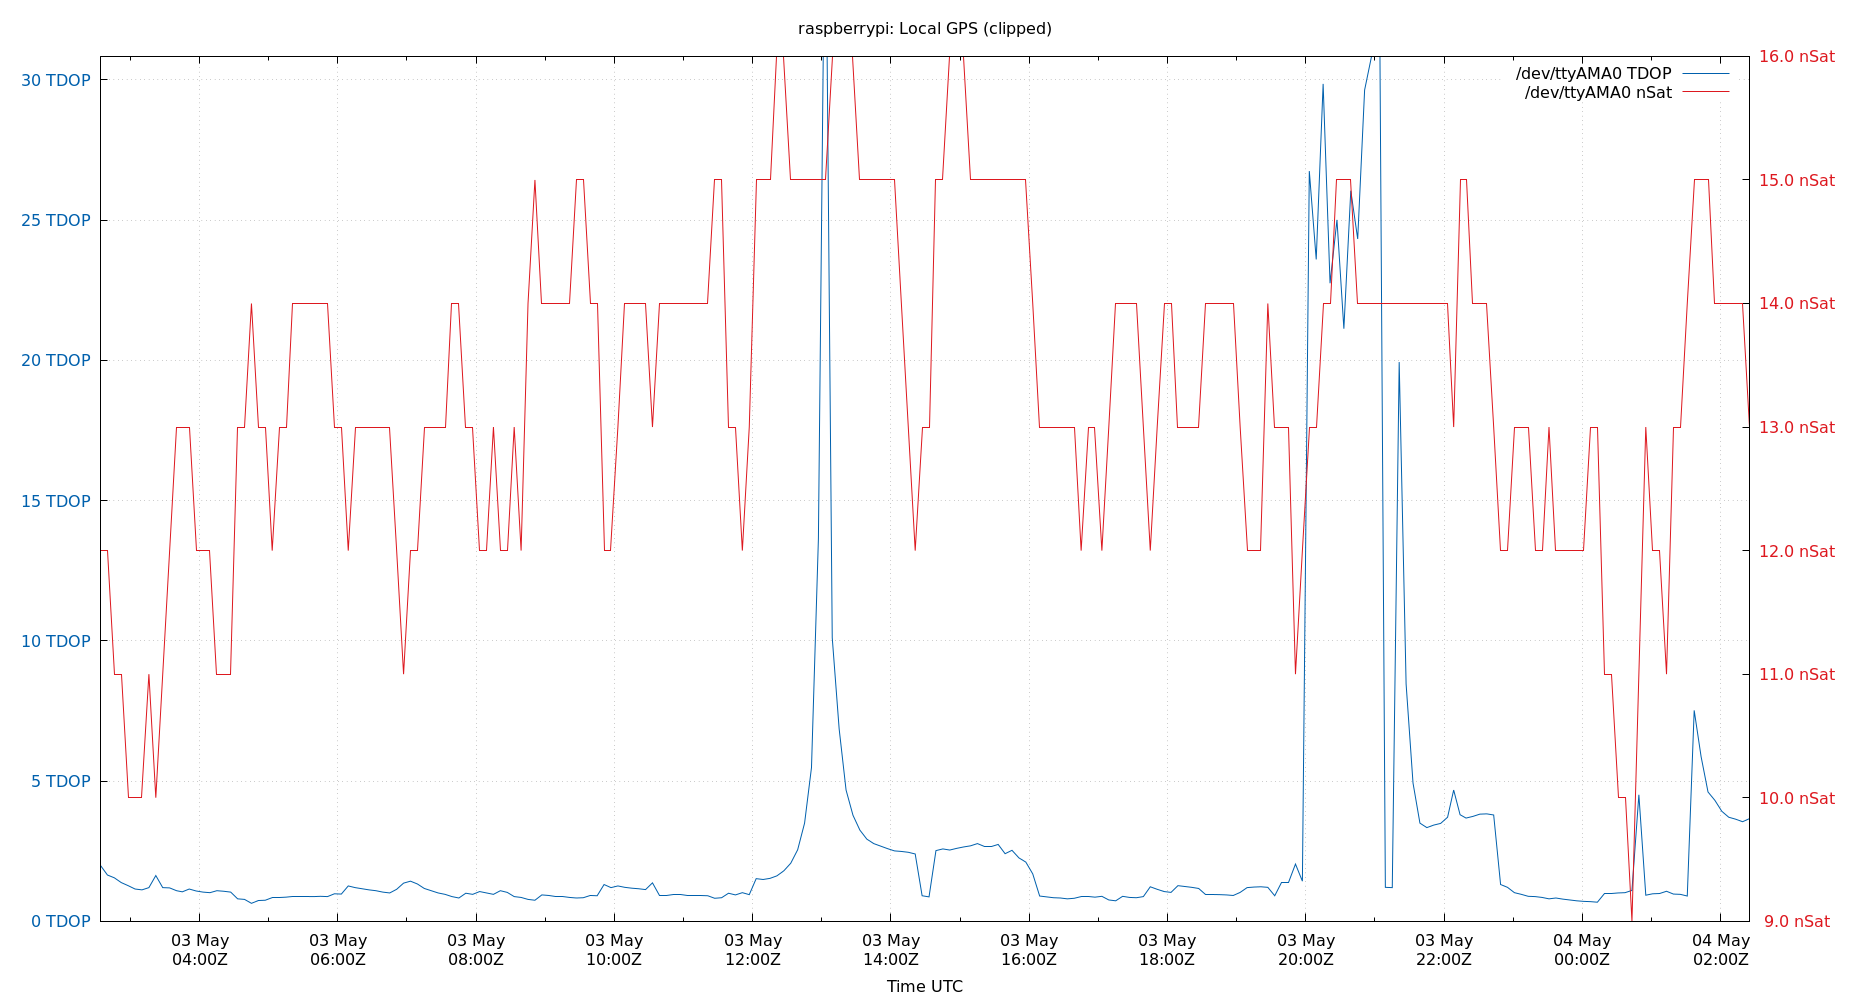 raspberrypi: Local GPS (clipped)
/dev/ttyAMA0 TDOP
/dev/ttyAMA0 nSat
30 TDOP
25 TDOP
20 TDOP
15 TDOP
10 TDOP
5 TDOP
0 TDOP
16.0 nSat
15.0 nSat
14.0 nSat
13.0 nSat
12.0 nSat
11.0 nSat
10.0 nSat
9.0 nSat
03 May 03 May 03 May 03 May 03 May 03 May 03 May 03 May 03 May 03 May 04 May 04 May
04:00Z 06:00Z 08:00Z 10:00Z 12:00Z 14:00Z 16:00Z 18:00Z 20:00Z 22:00Z 00:00Z 02:00Z
Time UTC